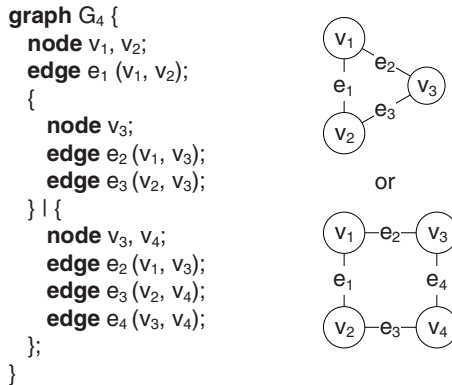 graph G₄ {
node v₁, v₂;
edge e₁ (v₁, v₂);
{
node v₃;
edge e₂ (v₁, v₃);
edge e₃ (v₂, v₃);
} | {
node v₃, v₄;
edge e₂ (v₁, v₃);
edge e₃ (v₂, v₄);
edge e₄ (v₃, v₄);
};
}
v₁
e₂
e₁ v₃
e₃
v₂
or
v₁ e₂ v₃
e₁ e₄
v₂ e₃ v₄